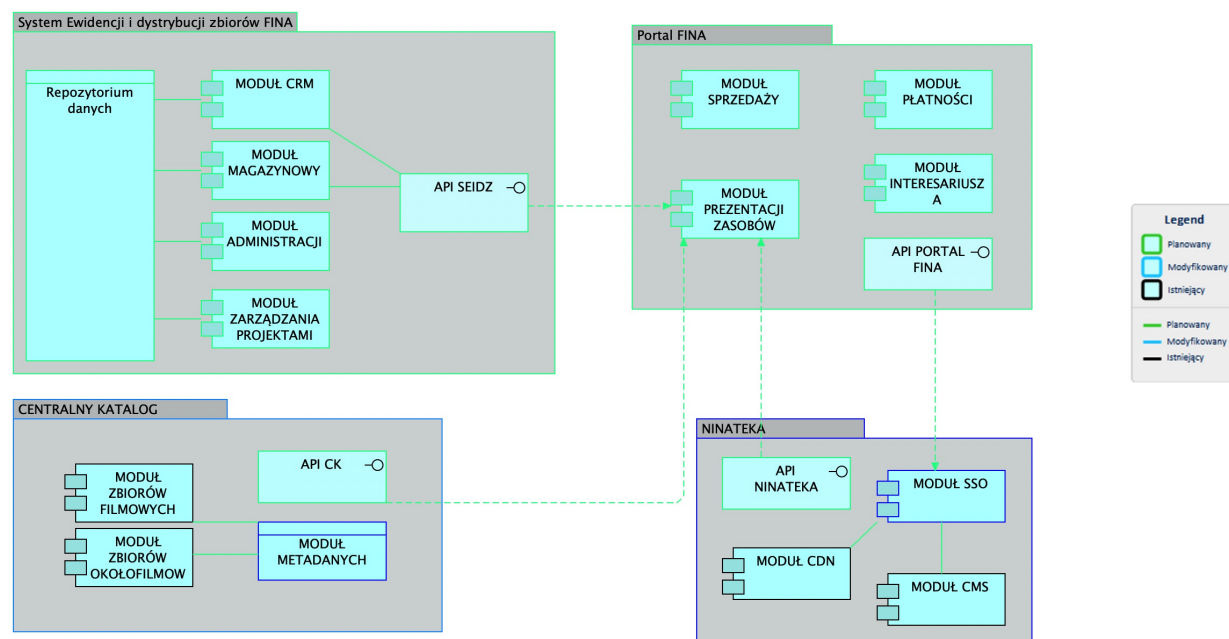 System Ewidencji i dystrybucji zbiorów FINA
Repozytorium
danych
MODUŁ CRM
MODUŁ
MAGAZYNOWY
MODUŁ
ADMINISTRACJI
MODUŁ
ZARZĄDZANIA
PROJEKTAMI
API SEIDZ
Portal FINA
MODUŁ
SPRZEDAŻY
MODUŁ
PŁATNOŚCI
MODUŁ
INTERESARIUSZ
A
MODUŁ
PREZENTACJI
ZASOBÓW
API PORTAL
FINA
Legend
Planowany
Modyfikowany
Istniejący
Planowany
Modyfikowany
Istniejący
CENTRALNY KATALOG
MODUŁ
ZBIORÓW
FILMOWYCH
MODUŁ
ZBIORÓW
OKOŁOFILMOW
API CK
MODUŁ
METADANYCH
NINATEKA
API
NINATEKA
MODUŁ SSO
MODUŁ CDN
MODUŁ CMS